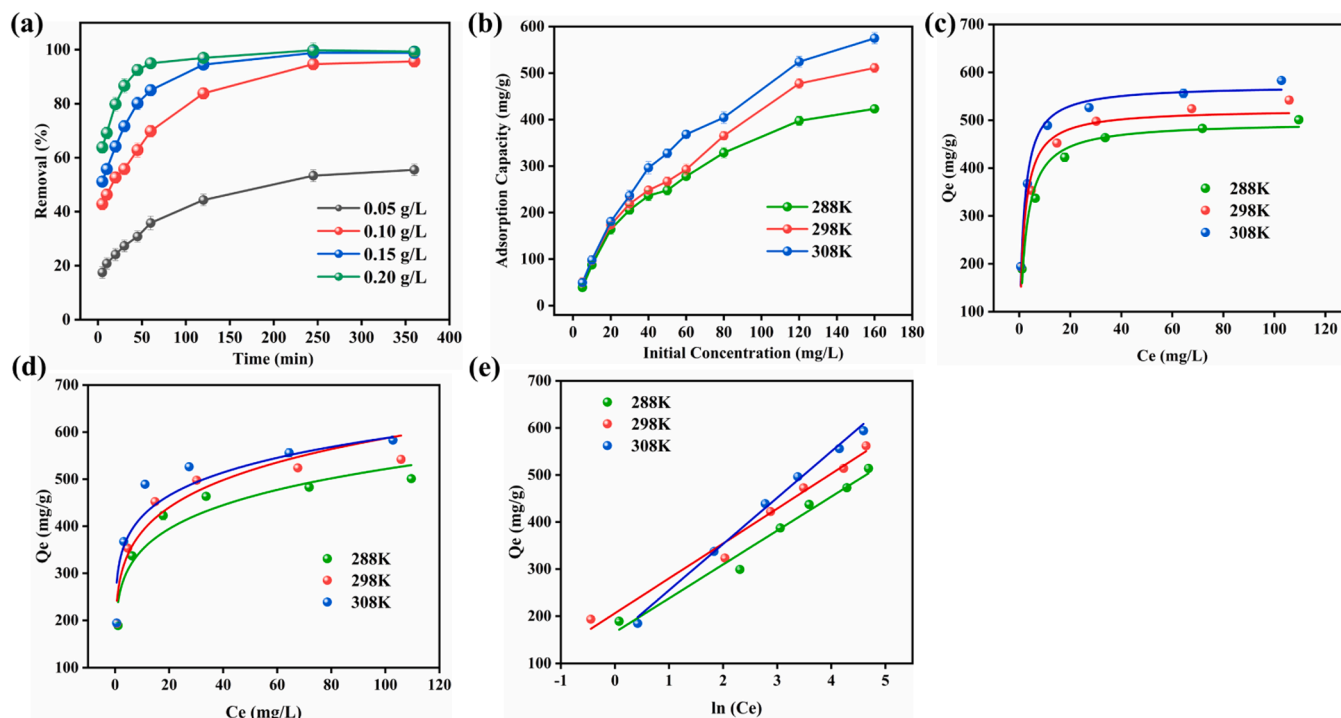 (a)
Removal (%)
100
80
60
40
20
0
0.05 g/L
0.10 g/L
0.15 g/L
0.20 g/L
0 50 100 150 200 250 300 350 400
Time (min)
(b)
Adsorption Capacity (mg/g)
600
500
400
300
200
100
0
288K
298K
308K
0 20 40 60 80 100 120 140 160 180
Initial Concentration (mg/L)
(c)
Qe (mg/g)
700
600
500
400
300
200
100
288K
298K
308K
0 20 40 60 80 100 120
Ce (mg/L)
(d)
Qe (mg/g)
700
600
500
400
300
200
100
288K
298K
308K
0 20 40 60 80 100 120
Ce (mg/L)
(e)
Qe (mg/g)
700
600
500
400
300
200
100
288K
298K
308K
-1 0 1 2 3 4 5
ln (Ce)